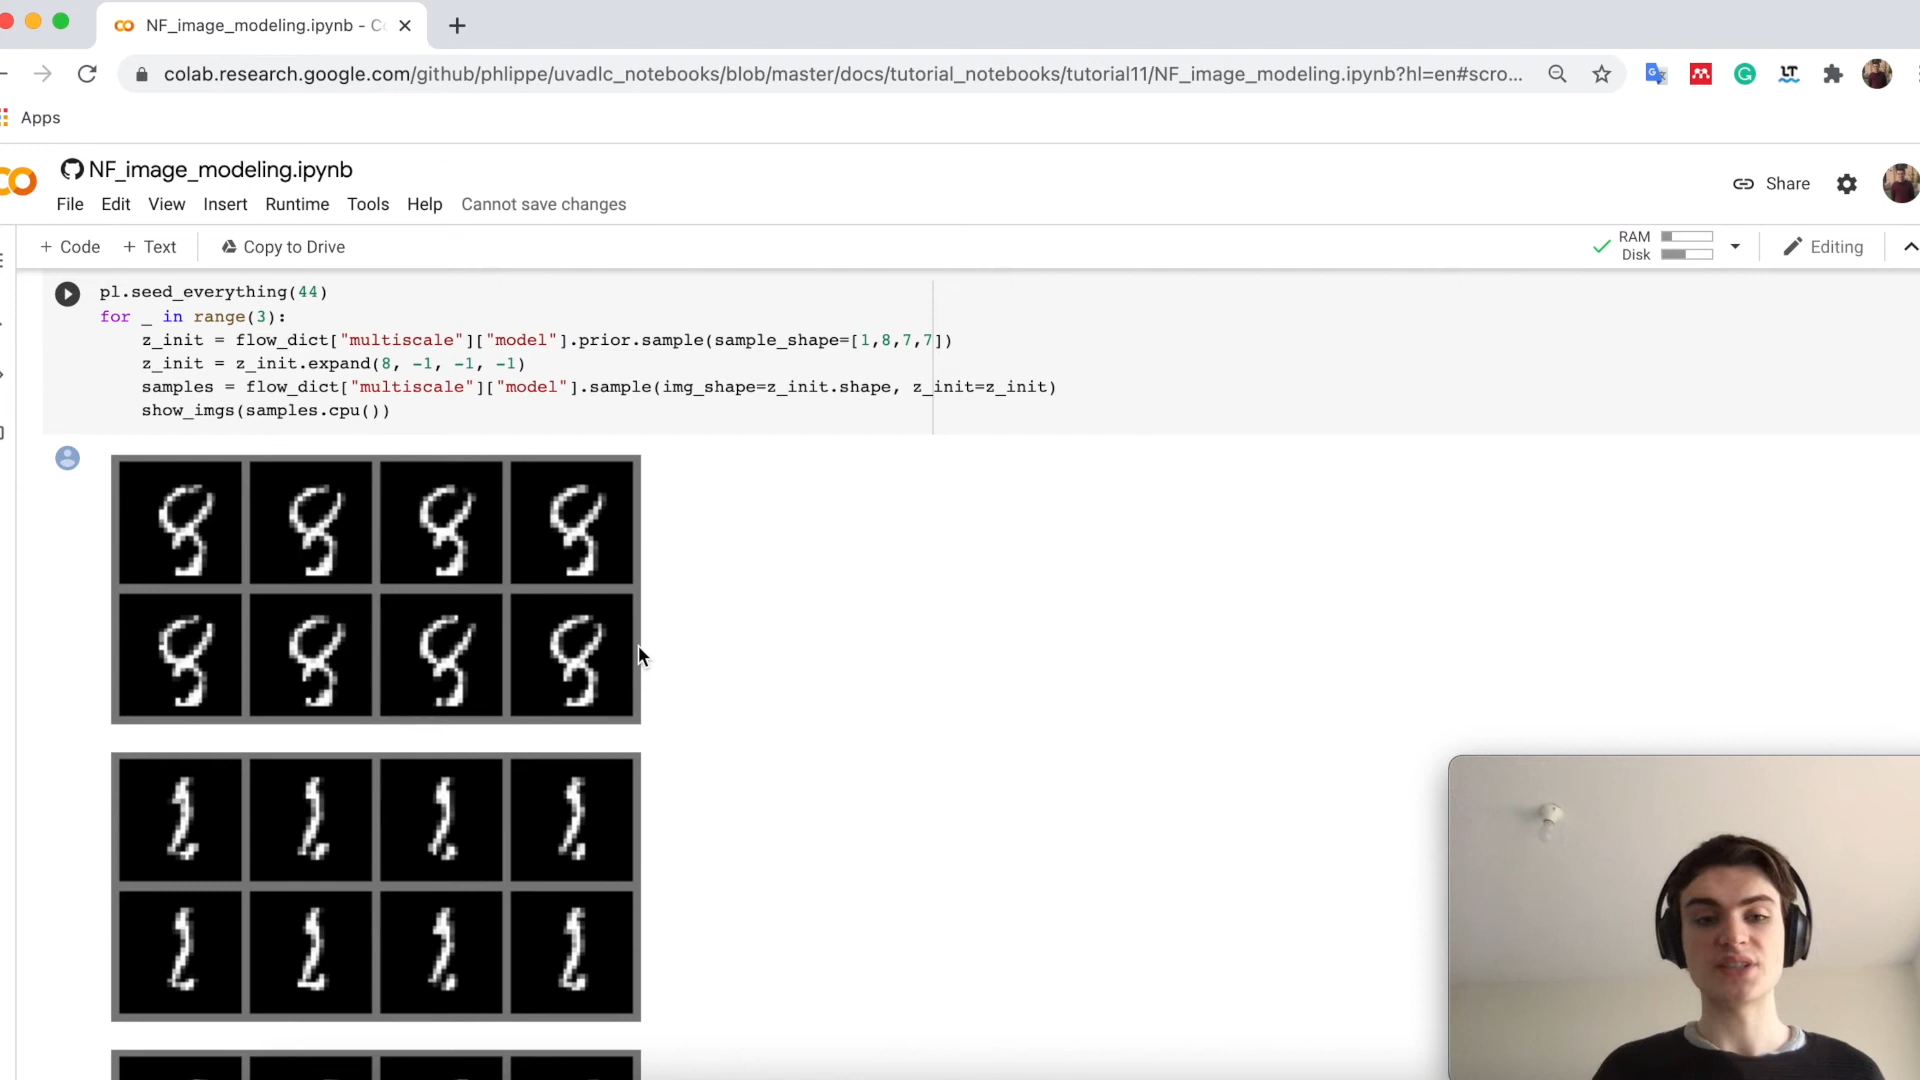 NF_image_modeling.ipynb - C
colab.research.google.com/github/phlippe/uvadlc_notebooks/blob/master/docs/tutorial_notebooks/tutorial11/NF_image_modeling.ipynb?hl=en#scro...
Apps
NF_image_modeling.ipynb
File Edit View Insert Runtime Tools Help Cannot save changes
Share
+ Code + Text Copy to Drive
RAM
Disk
Editing
pl.seed_everything(44)
for _ in range(3):
    z_init = flow_dict["multiscale"]["model"].prior.sample(sample_shape=[1,8,7,7])
    z_init = z_init.expand(8, -1, -1, -1)
    samples = flow_dict["multiscale"]["model"].sample(img_shape=z_init.shape, z_init=z_init)
    show_imgs(samples.cpu())